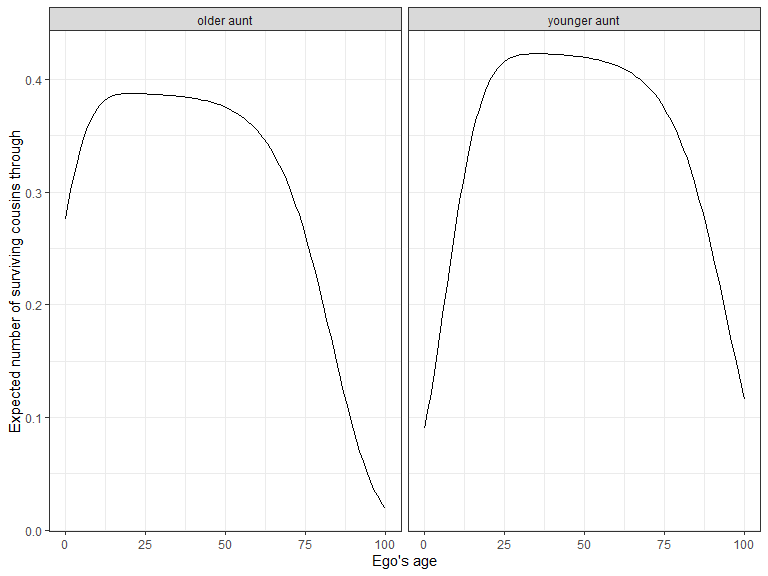 older aunt
younger aunt
Expected number of surviving cousins through
0.4
0.3
0.2
0.1
0.0
0 25 50 75 100
0 25 50 75 100
Ego's age